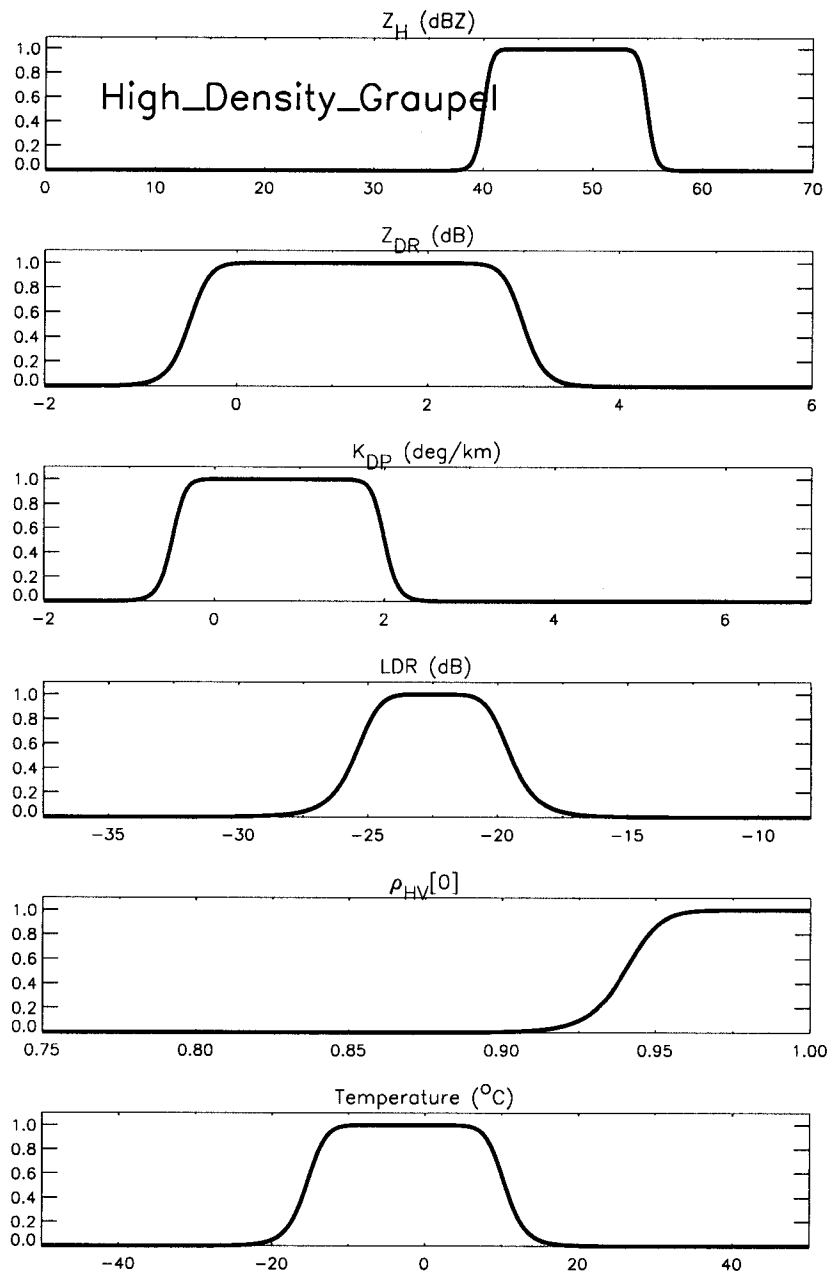 Z_H (dBZ)
1.0
0.8
0.6
0.4
0.2
0.0
High_Density_Graupel
0 10 20 30 40 50 60 70
Z_DR (dB)
1.0
0.8
0.6
0.4
0.2
0.0
-2 0 2 4 6
K_DP (deg/km)
1.0
0.8
0.6
0.4
0.2
0.0
-2 0 2 4 6
LDR (dB)
1.0
0.8
0.6
0.4
0.2
0.0
-35 -30 -25 -20 -15 -10
ρ_HV[0]
1.0
0.8
0.6
0.4
0.2
0.0
0.75 0.80 0.85 0.90 0.95 1.00
Temperature (°C)
1.0
0.8
0.6
0.4
0.2
0.0
-40 -20 0 20 40